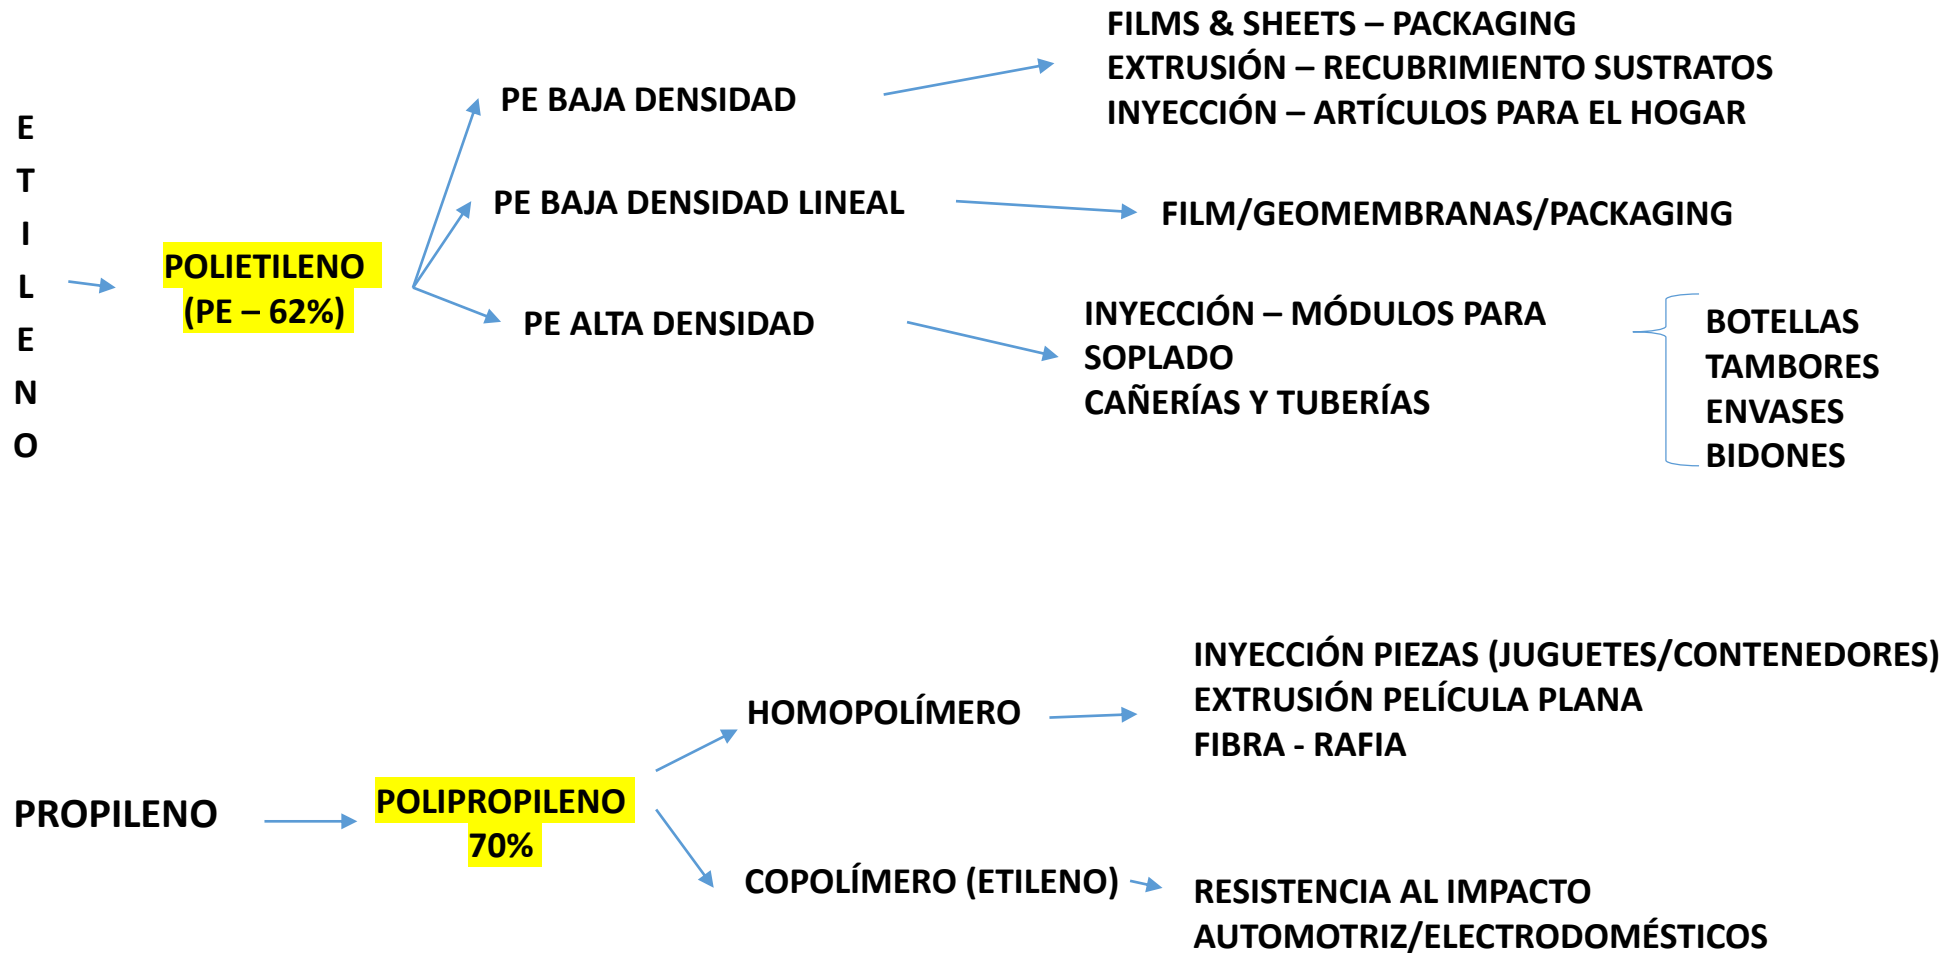 E
T
I
L
E
N
O
POLIETILENO
(PE – 62%)
PE BAJA DENSIDAD
FILMS & SHEETS – PACKAGING
EXTRUSIÓN – RECUBRIMIENTO SUSTRATOS
INYECCIÓN – ARTÍCULOS PARA EL HOGAR
PE BAJA DENSIDAD LINEAL
FILM/GEOMEMBRANAS/PACKAGING
PE ALTA DENSIDAD
INYECCIÓN – MÓDULOS PARA
SOPLADO
CAÑERÍAS Y TUBERÍAS
BOTELLAS
TAMBORES
ENVASES
BIDONES
PROPILENO
POLIPROPILENO
70%
HOMOPOLÍMERO
INYECCIÓN PIEZAS (JUGUETES/CONTENEDORES)
EXTRUSIÓN PELÍCULA PLANA
FIBRA - RAFIA
COPOLÍMERO (ETILENO)
RESISTENCIA AL IMPACTO
AUTOMOTRIZ/ELECTRODOMÉSTICOS